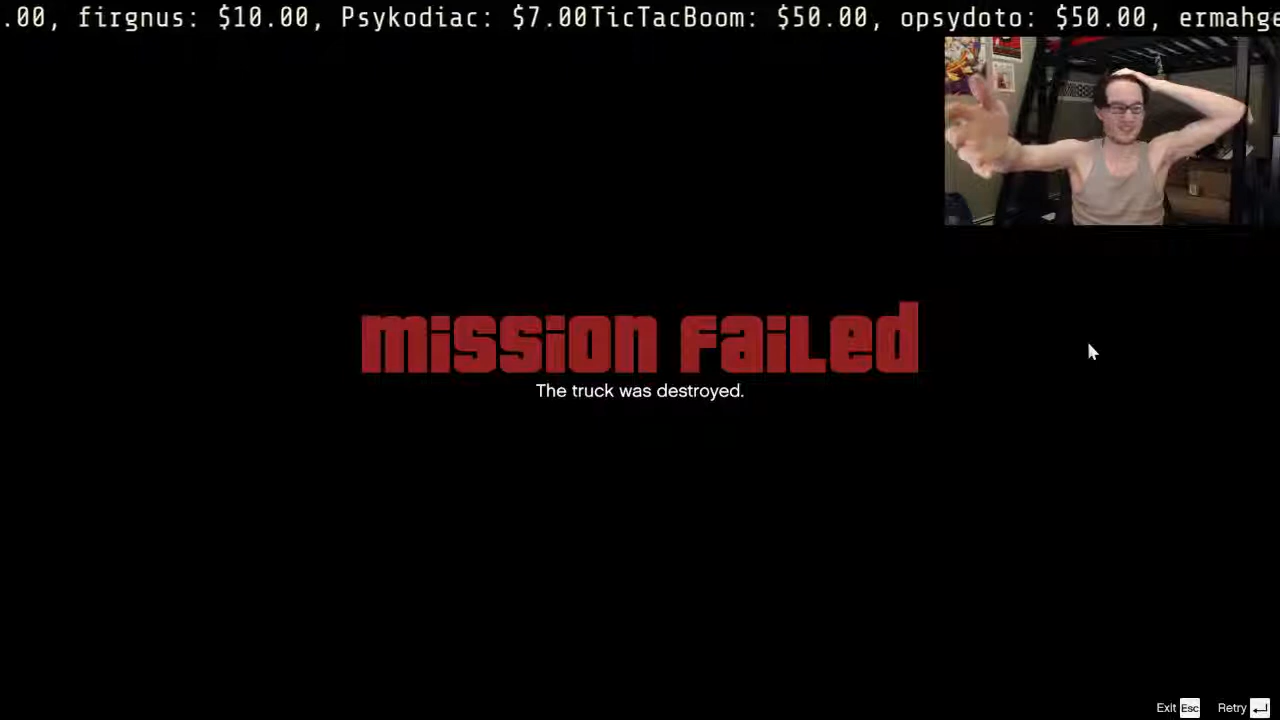 .00, firgnus: $10.00, Psykodiac: $7.00TicTacBoom: $50.00, opsydoto: $50.00, ermahge
mission failed
The truck was destroyed.
Exit Esc Retry